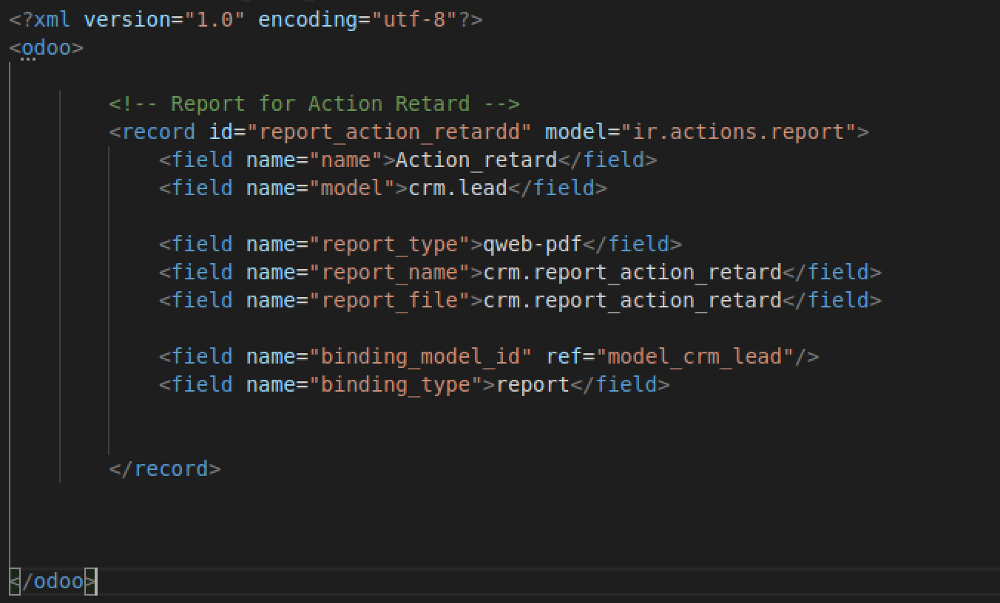 <?xml version="1.0" encoding="utf-8"?>
<odoo>
<!-- Report for Action Retard -->
<record id="report_action_retardd" model="ir.actions.report">
<field name="name">Action_retard</field>
<field name="model">crm.lead</field>
<field name="report_type">qweb-pdf</field>
<field name="report_name">crm.report_action_retard</field>
<field name="report_file">crm.report_action_retard</field>
<field name="binding_model_id" ref="model_crm_lead"/>
<field name="binding_type">report</field>
</record>
</odoo>